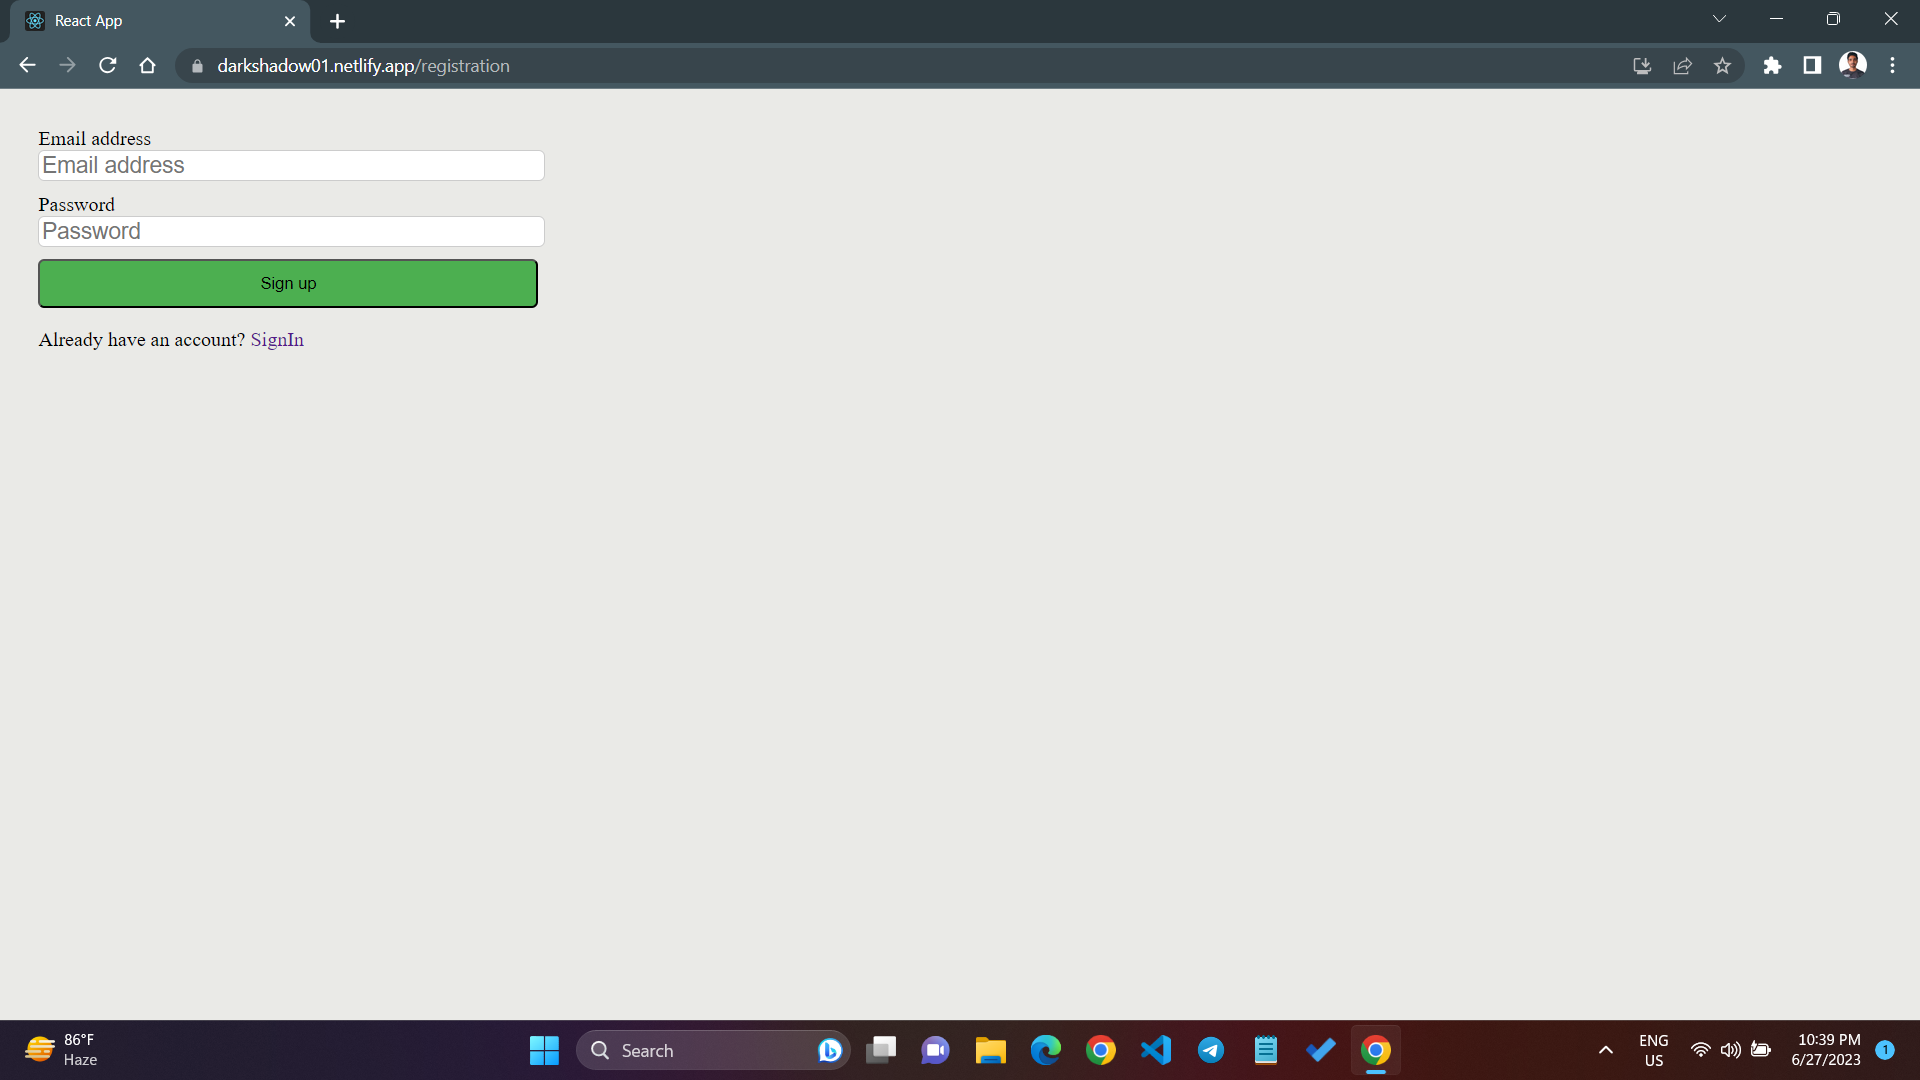 React App
darkshadow01.netlify.app/registration
Email address
Email address
Password
Password
Sign up
Already have an account? SignIn
86°F
Haze
Search
ENG
US
10:39 PM
6/27/2023
1